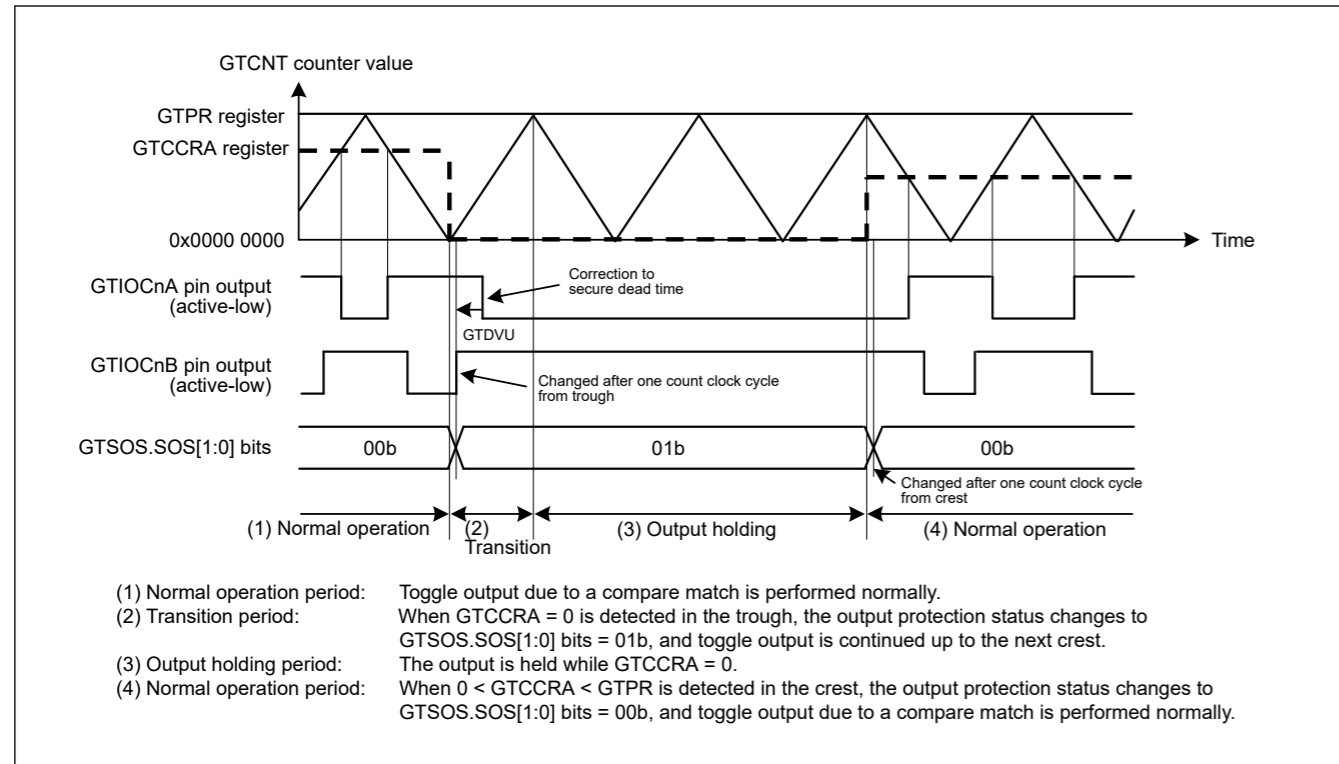 GTCNT counter value
GTPR register
GTCCRA register
0x0000 0000
Time
GTIOCnA pin output
(active-low)
Correction to
secure dead time
GTDVU
GTIOCnB pin output
(active-low)
Changed after one count clock cycle
from trough
GTSOS.SOS[1:0] bits
00b
01b
00b
Changed after one count clock cycle
from crest
(1) Normal operation
(2)
Transition
(3) Output holding
(4) Normal operation
(1) Normal operation period: Toggle output due to a compare match is performed normally.
(2) Transition period: When GTCCRA = 0 is detected in the trough, the output protection status changes to
GTSOS.SOS[1:0] bits = 01b, and toggle output is continued up to the next crest.
(3) Output holding period: The output is held while GTCCRA = 0.
(4) Normal operation period: When 0 < GTCCRA < GTPR is detected in the crest, the output protection status changes to
GTSOS.SOS[1:0] bits = 00b, and toggle output due to a compare match is performed normally.